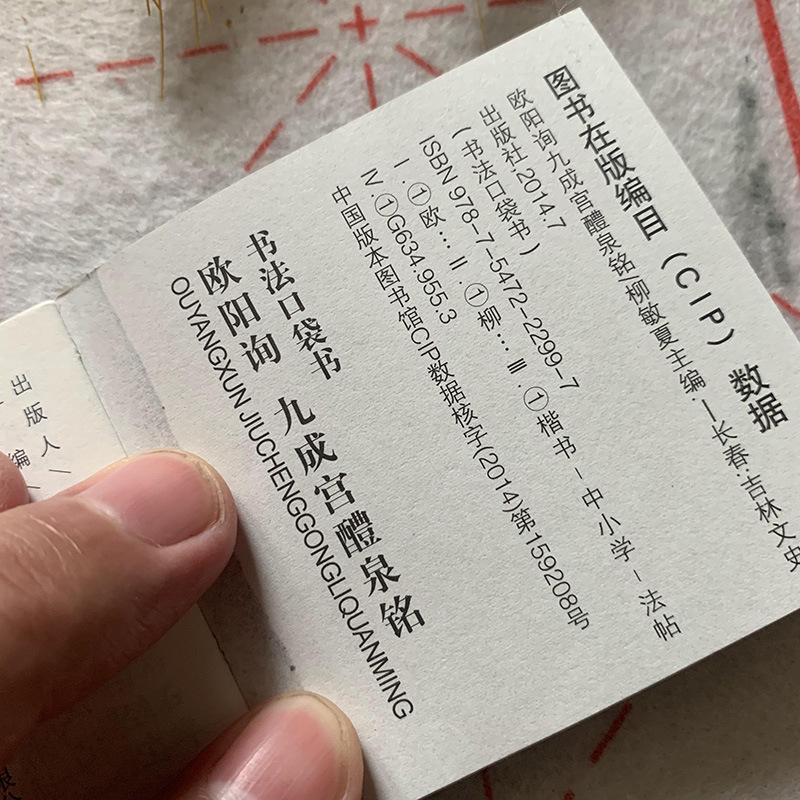 图书在版编目（CIP）数据
欧阳询九成宫醴泉铭/柳敏夏主编.—长春:吉林文史
出版社.2014.7
（书法口袋书）
ISBN 978-7-5472-2299-7
Ⅰ.①欧… Ⅱ.①柳… Ⅲ.①楷书-中小学-法帖
Ⅳ.①G634.955.3
中国版本图书馆CIP数据核字(2014)第159208号
书法口袋书
欧阳询 九成宫醴泉铭
OUYANGXUN JIUCHENGGONGLIQUANMING
出版人/
编